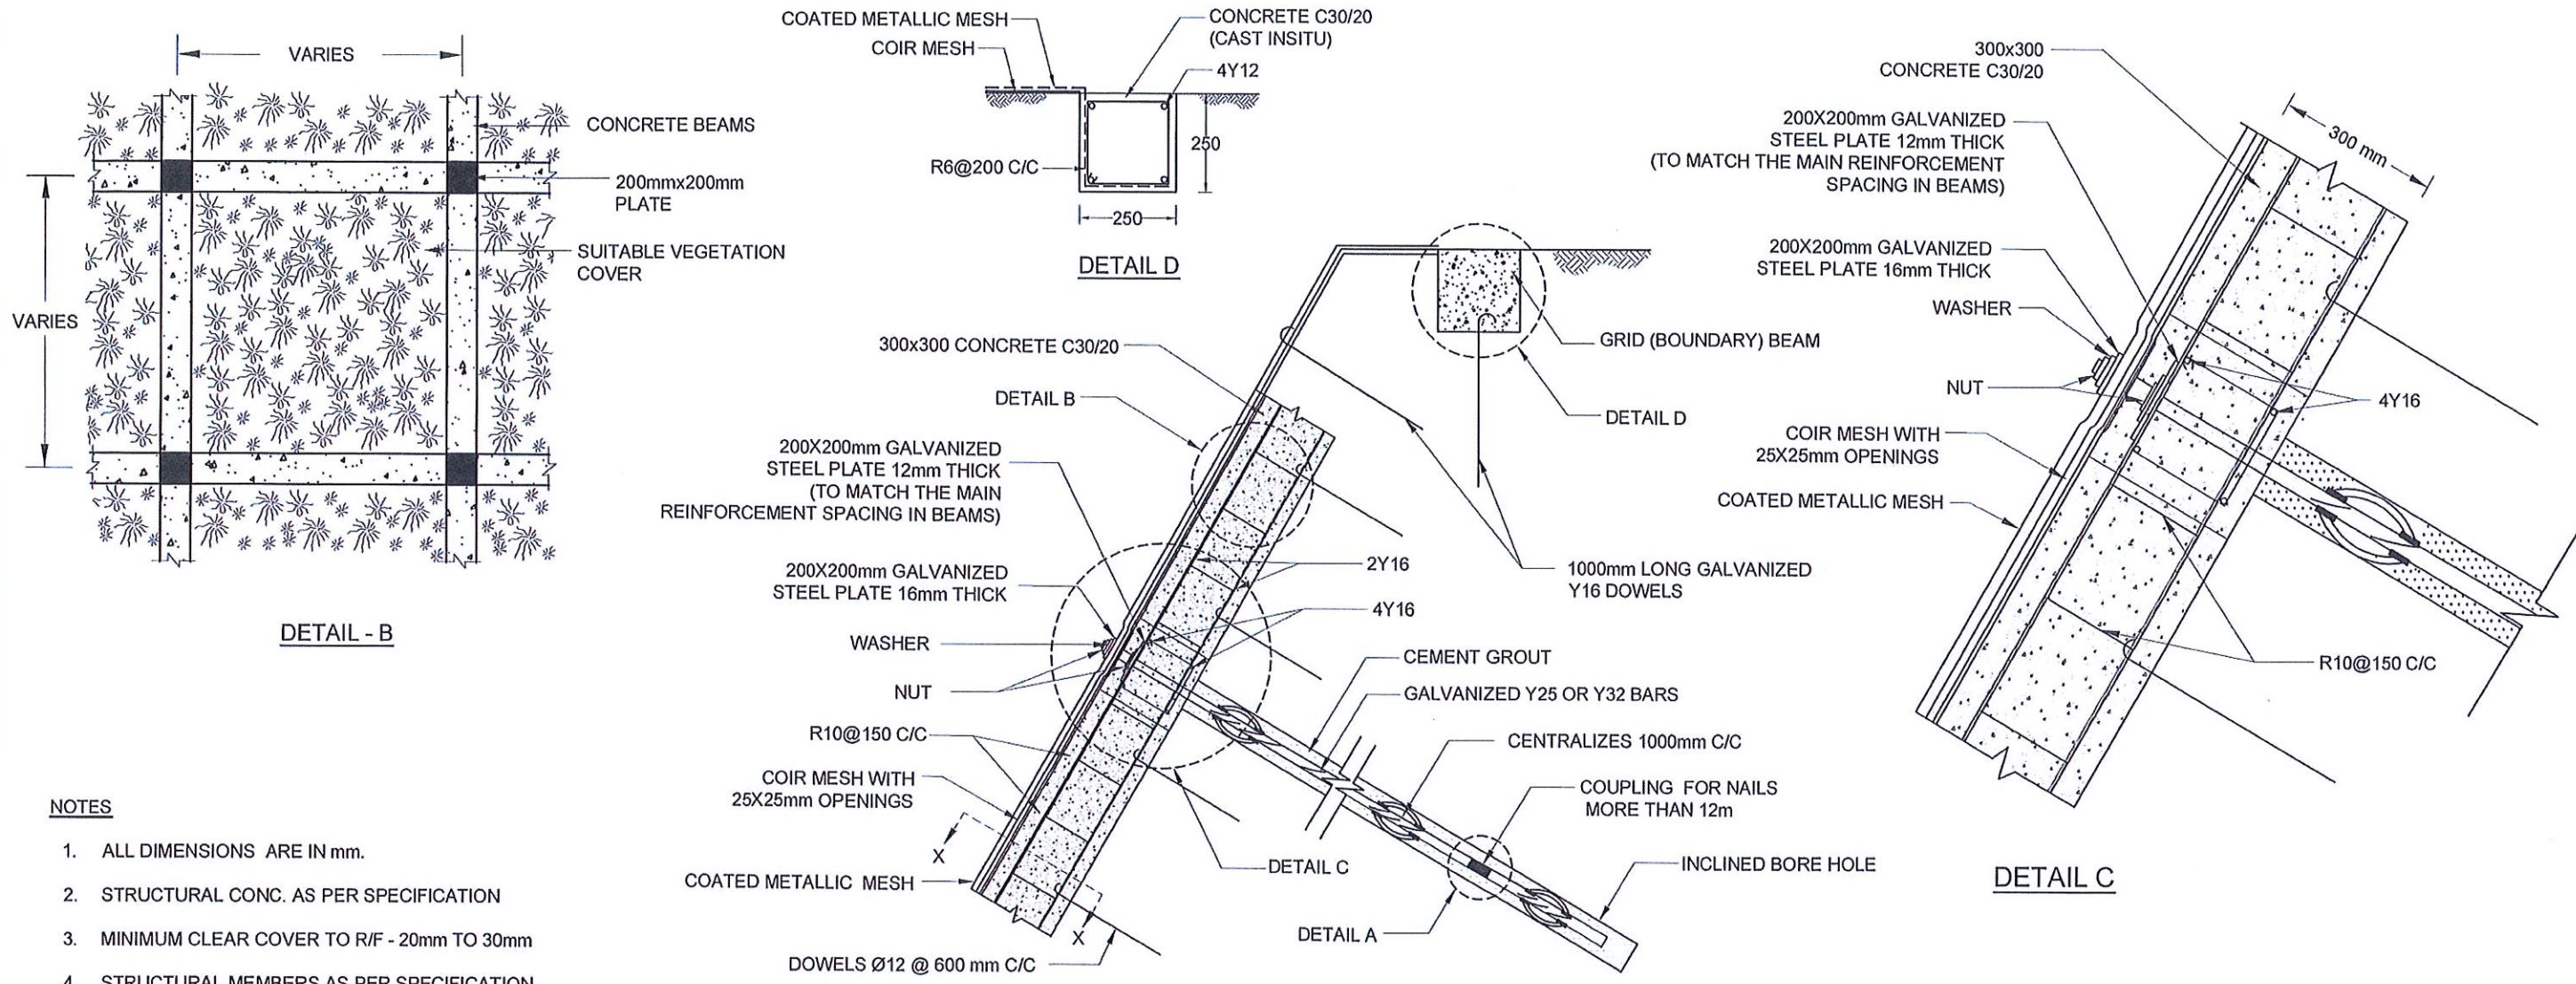 VARIES
CONCRETE BEAMS
200mmx200mm
PLATE
SUITABLE VEGETATION
COVER
VARIES
DETAIL - B
NOTES
1. ALL DIMENSIONS ARE IN mm.
2. STRUCTURAL CONC. AS PER SPECIFICATION
3. MINIMUM CLEAR COVER TO R/F - 20mm TO 30mm
4. STRUCTURAL MEMBERS AS PER SPECIFICATION
COATED METALLIC MESH
COIR MESH
CONCRETE C30/20
(CAST INSITU)
4Y12
250
R6@200 C/C
250
DETAIL D
300x300 CONCRETE C30/20
DETAIL B
200X200mm GALVANIZED
STEEL PLATE 12mm THICK
(TO MATCH THE MAIN
REINFORCEMENT SPACING IN BEAMS)
200X200mm GALVANIZED
STEEL PLATE 16mm THICK
WASHER
NUT
R10@150 C/C
COIR MESH WITH
25X25mm OPENINGS
X
COATED METALLIC MESH
X
DOWELS Ø12 @ 600 mm C/C
GRID (BOUNDARY) BEAM
DETAIL D
2Y16
1000mm LONG GALVANIZED
Y16 DOWELS
4Y16
CEMENT GROUT
GALVANIZED Y25 OR Y32 BARS
CENTRALIZES 1000mm C/C
COUPLING FOR NAILS
MORE THAN 12m
DETAIL C
INCLINED BORE HOLE
DETAIL A
300x300
CONCRETE C30/20
300 mm
200X200mm GALVANIZED
STEEL PLATE 12mm THICK
(TO MATCH THE MAIN REINFORCEMENT
SPACING IN BEAMS)
200X200mm GALVANIZED
STEEL PLATE 16mm THICK
WASHER
NUT
4Y16
COIR MESH WITH
25X25mm OPENINGS
COATED METALLIC MESH
R10@150 C/C
DETAIL C